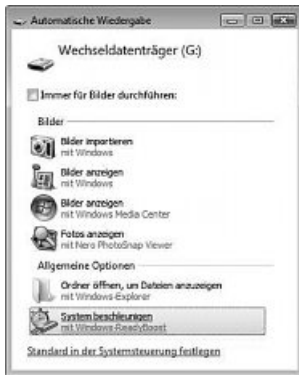 Automatische Wiedergabe
Wechseldatenträger (G:)
Immer für Bilder durchführen:
Bilder
Bilder importieren
mit Windows
Bilder anzeigen
mit Windows
Bilder anzeigen
mit Windows Media Center
Fotos anzeigen
mit Nero PhotoSnap Viewer
Allgemeine Optionen
Ordner öffnen, um Dateien anzuzeigen
mit Windows-Explorer
System beschleunigen
mit Windows-ReadyBoost
Standard in der Systemsteuerung festlegen